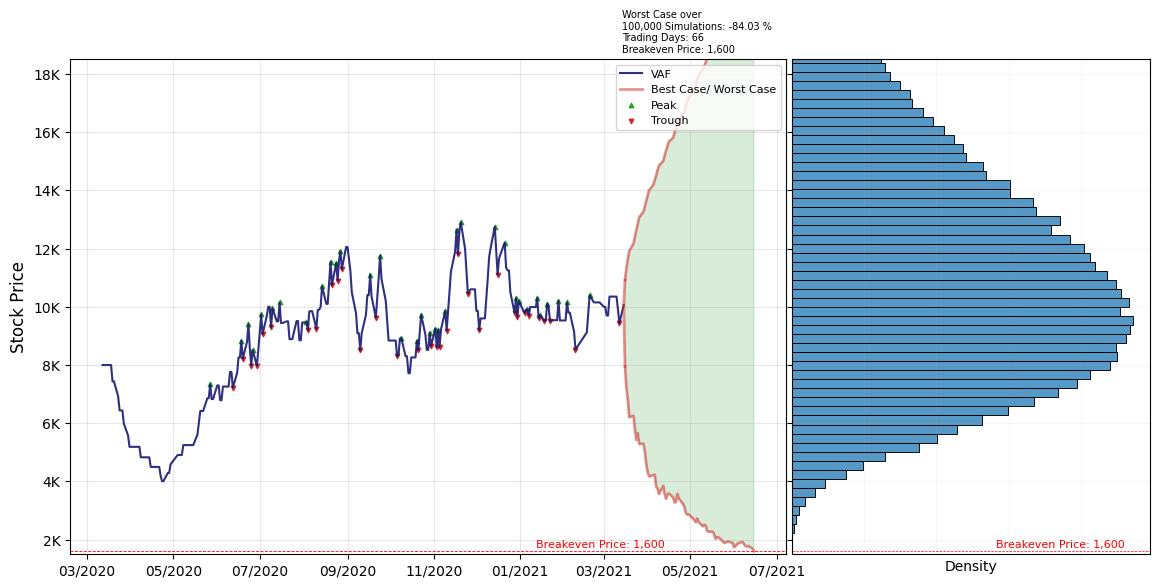 Worst Case over
100,000 Simulations: -84.03 %
Trading Days: 66
Breakeven Price: 1,600
VAF
Best Case/ Worst Case
Peak
Trough
Stock Price
18K
16K
14K
12K
10K
8K
6K
4K
2K
Breakeven Price: 1,600
Breakeven Price: 1,600
03/2020
05/2020
07/2020
09/2020
11/2020
01/2021
03/2021
05/2021
07/2021
Density